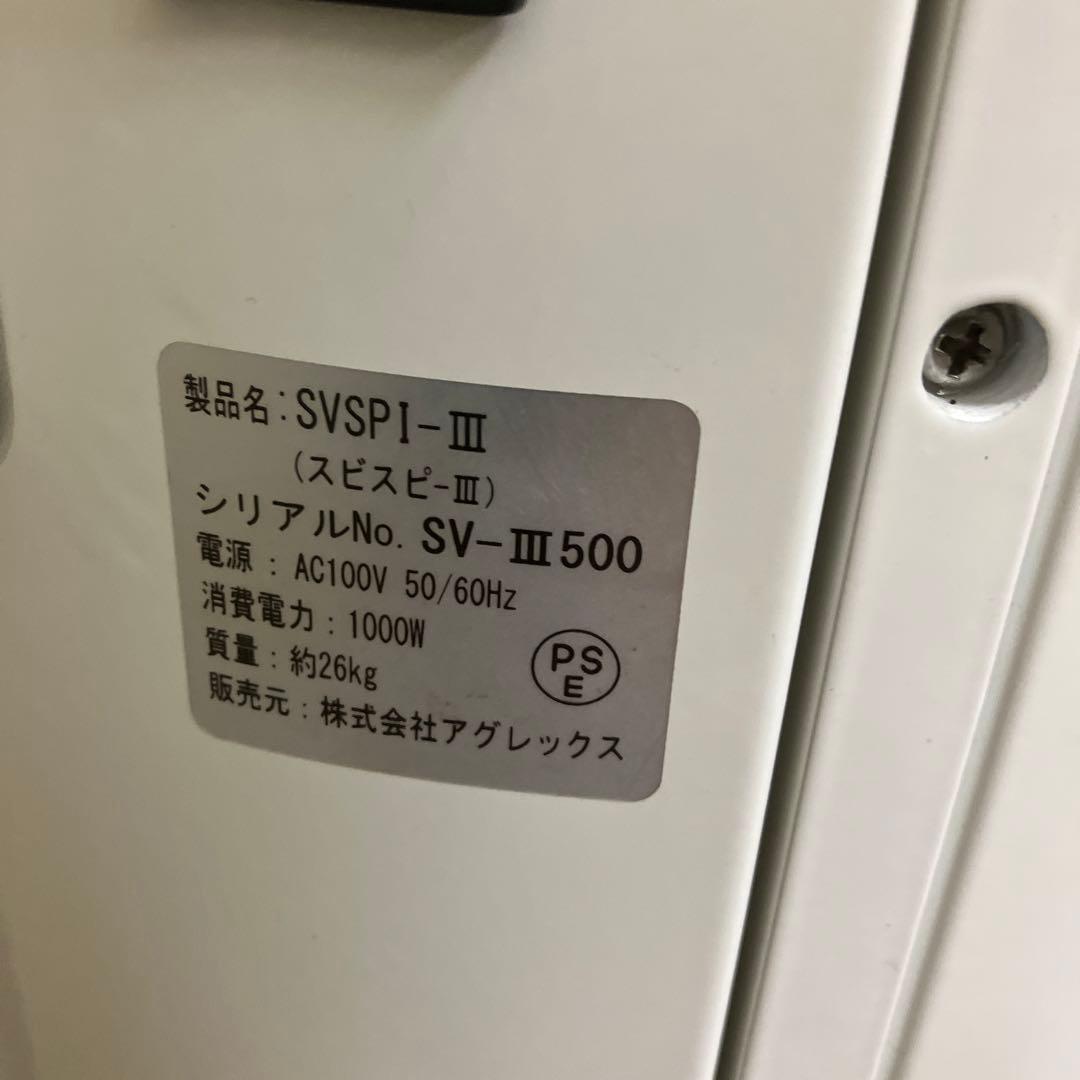 製品名：SVSPI-Ⅲ
(スビスピ-Ⅲ)
シリアルNo. SV-Ⅲ500
電源 : AC100V 50/60Hz
消費電力 : 1000W
質量 : 約26kg
販売元 : 株式会社アグレックス
PS
E